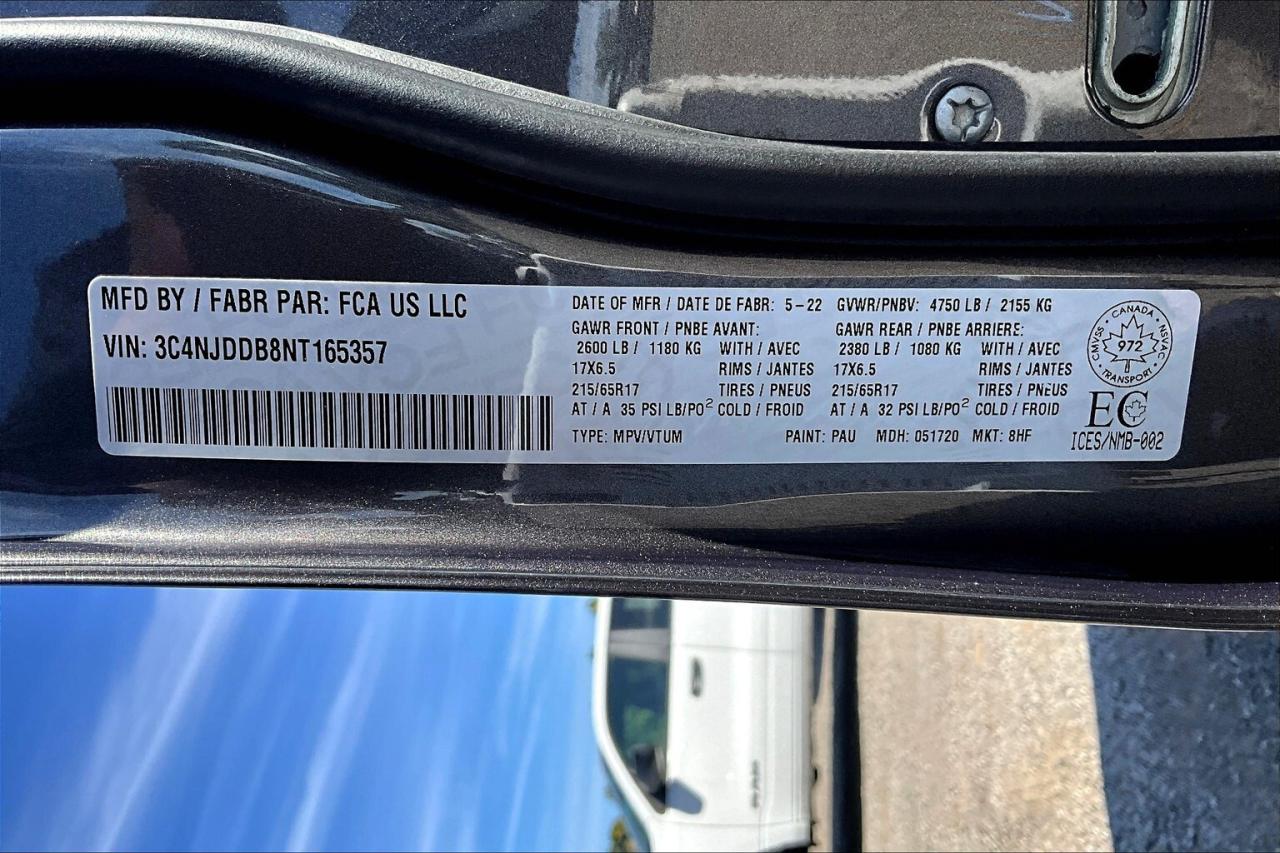 MFD BY / FABR PAR: FCA US LLC
VIN: 3C4NJDDB8NT165357
DATE OF MFR / DATE DE FABR: 5-22 GVWR/PNBV: 4750 LB / 2155 KG
GAWR FRONT / PNBE AVANT: GAWR REAR / PNBE ARRIERE:
2600 LB / 1180 KG WITH / AVEC 2380 LB / 1080 KG WITH / AVEC
17X6.5 RIMS / JANTES 17X6.5 RIMS / JANTES
215/65R17 TIRES / PNEUS 215/65R17 TIRES / PNEUS
AT / A 35 PSI LB/PO² COLD / FROID AT / A 32 PSI LB/PO² COLD / FROID
TYPE: MPV/VTUM PAINT: PAU MDH: 051720 MKT: 8HF
CANADA
CMVSS 972 NSVAC
TRANSPORT
EC
ICES/NMB-002